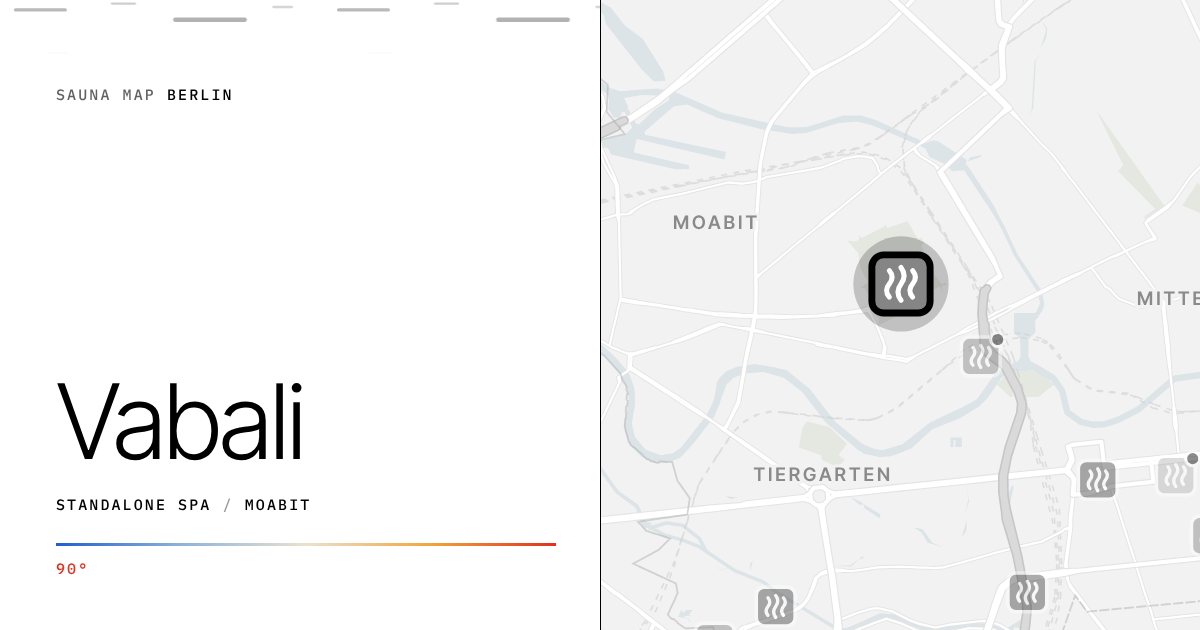 SAUNA MAP BERLIN
Vabali
STANDALONE SPA / MOABIT
90°
MOABIT
MITTE
TIERGARTEN